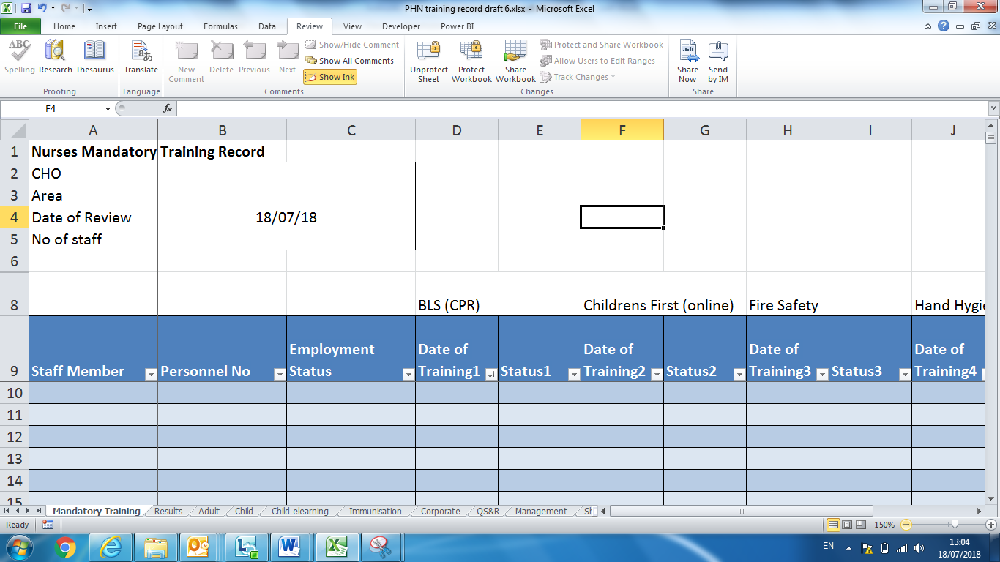 PHN training record draft 6.xlsx - Microsoft Excel
File Home Insert Page Layout Formulas Data Review View Developer Power BI
ABC
Spelling Research Thesaurus Translate New Comment Delete Previous Next
Show/Hide Comment
Show All Comments
Show Ink
Unprotect Sheet Protect Workbook Share Workbook
Protect and Share Workbook
Allow Users to Edit Ranges
Track Changes
Share Now Send by IM
Proofing Language Comments Changes Share
F4 fx
A B C D E F G H I J
1 Nurses Mandatory Training Record
2 CHO
3 Area
4 Date of Review 18/07/18
5 No of staff
6
8 BLS (CPR) Childrens First (online) Fire Safety Hand Hygie
9 Staff Member Personnel No Employment Status Date of Training1 Status1 Date of Training2 Status2 Date of Training3 Status3 Date of Training4
10
11
12
13
14
15
Mandatory Training Results Adult Child Child elearning Immunisation Corporate QS&R Management
Ready 150%
EN 13:04
18/07/2018